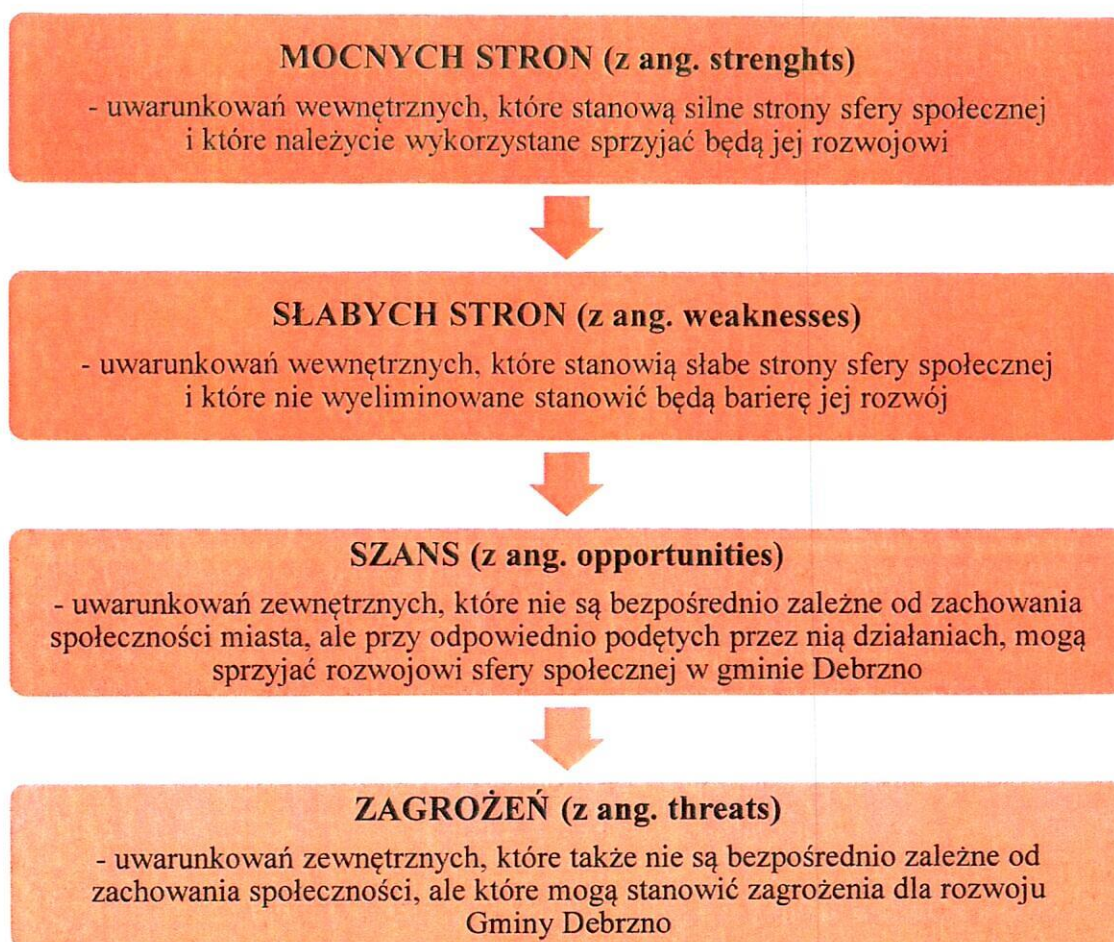 MOCNYCH STRON (z ang. strenghts)
- uwarunkowań wewnętrznych, które stanową silne strony sfery społecznej
i które należycie wykorzystane sprzyjać będą jej rozwojowi
SŁABYCH STRON (z ang. weaknesses)
- uwarunkowań wewnętrznych, które stanowią słabe strony sfery społecznej
i które nie wyeliminowane stanowić będą barierę jej rozwój
SZANS (z ang. opportunities)
- uwarunkowań zewnętrznych, które nie są bezpośrednio zależne od zachowania
społeczności miasta, ale przy odpowiednio podętych przez nią działaniach, mogą
sprzyjać rozwojowi sfery społecznej w gminie Debrzno
ZAGROŻEŃ (z ang. threats)
- uwarunkowań zewnętrznych, które także nie są bezpośrednio zależne od
zachowania społeczności, ale które mogą stanowić zagrożenia dla rozwoju
Gminy Debrzno